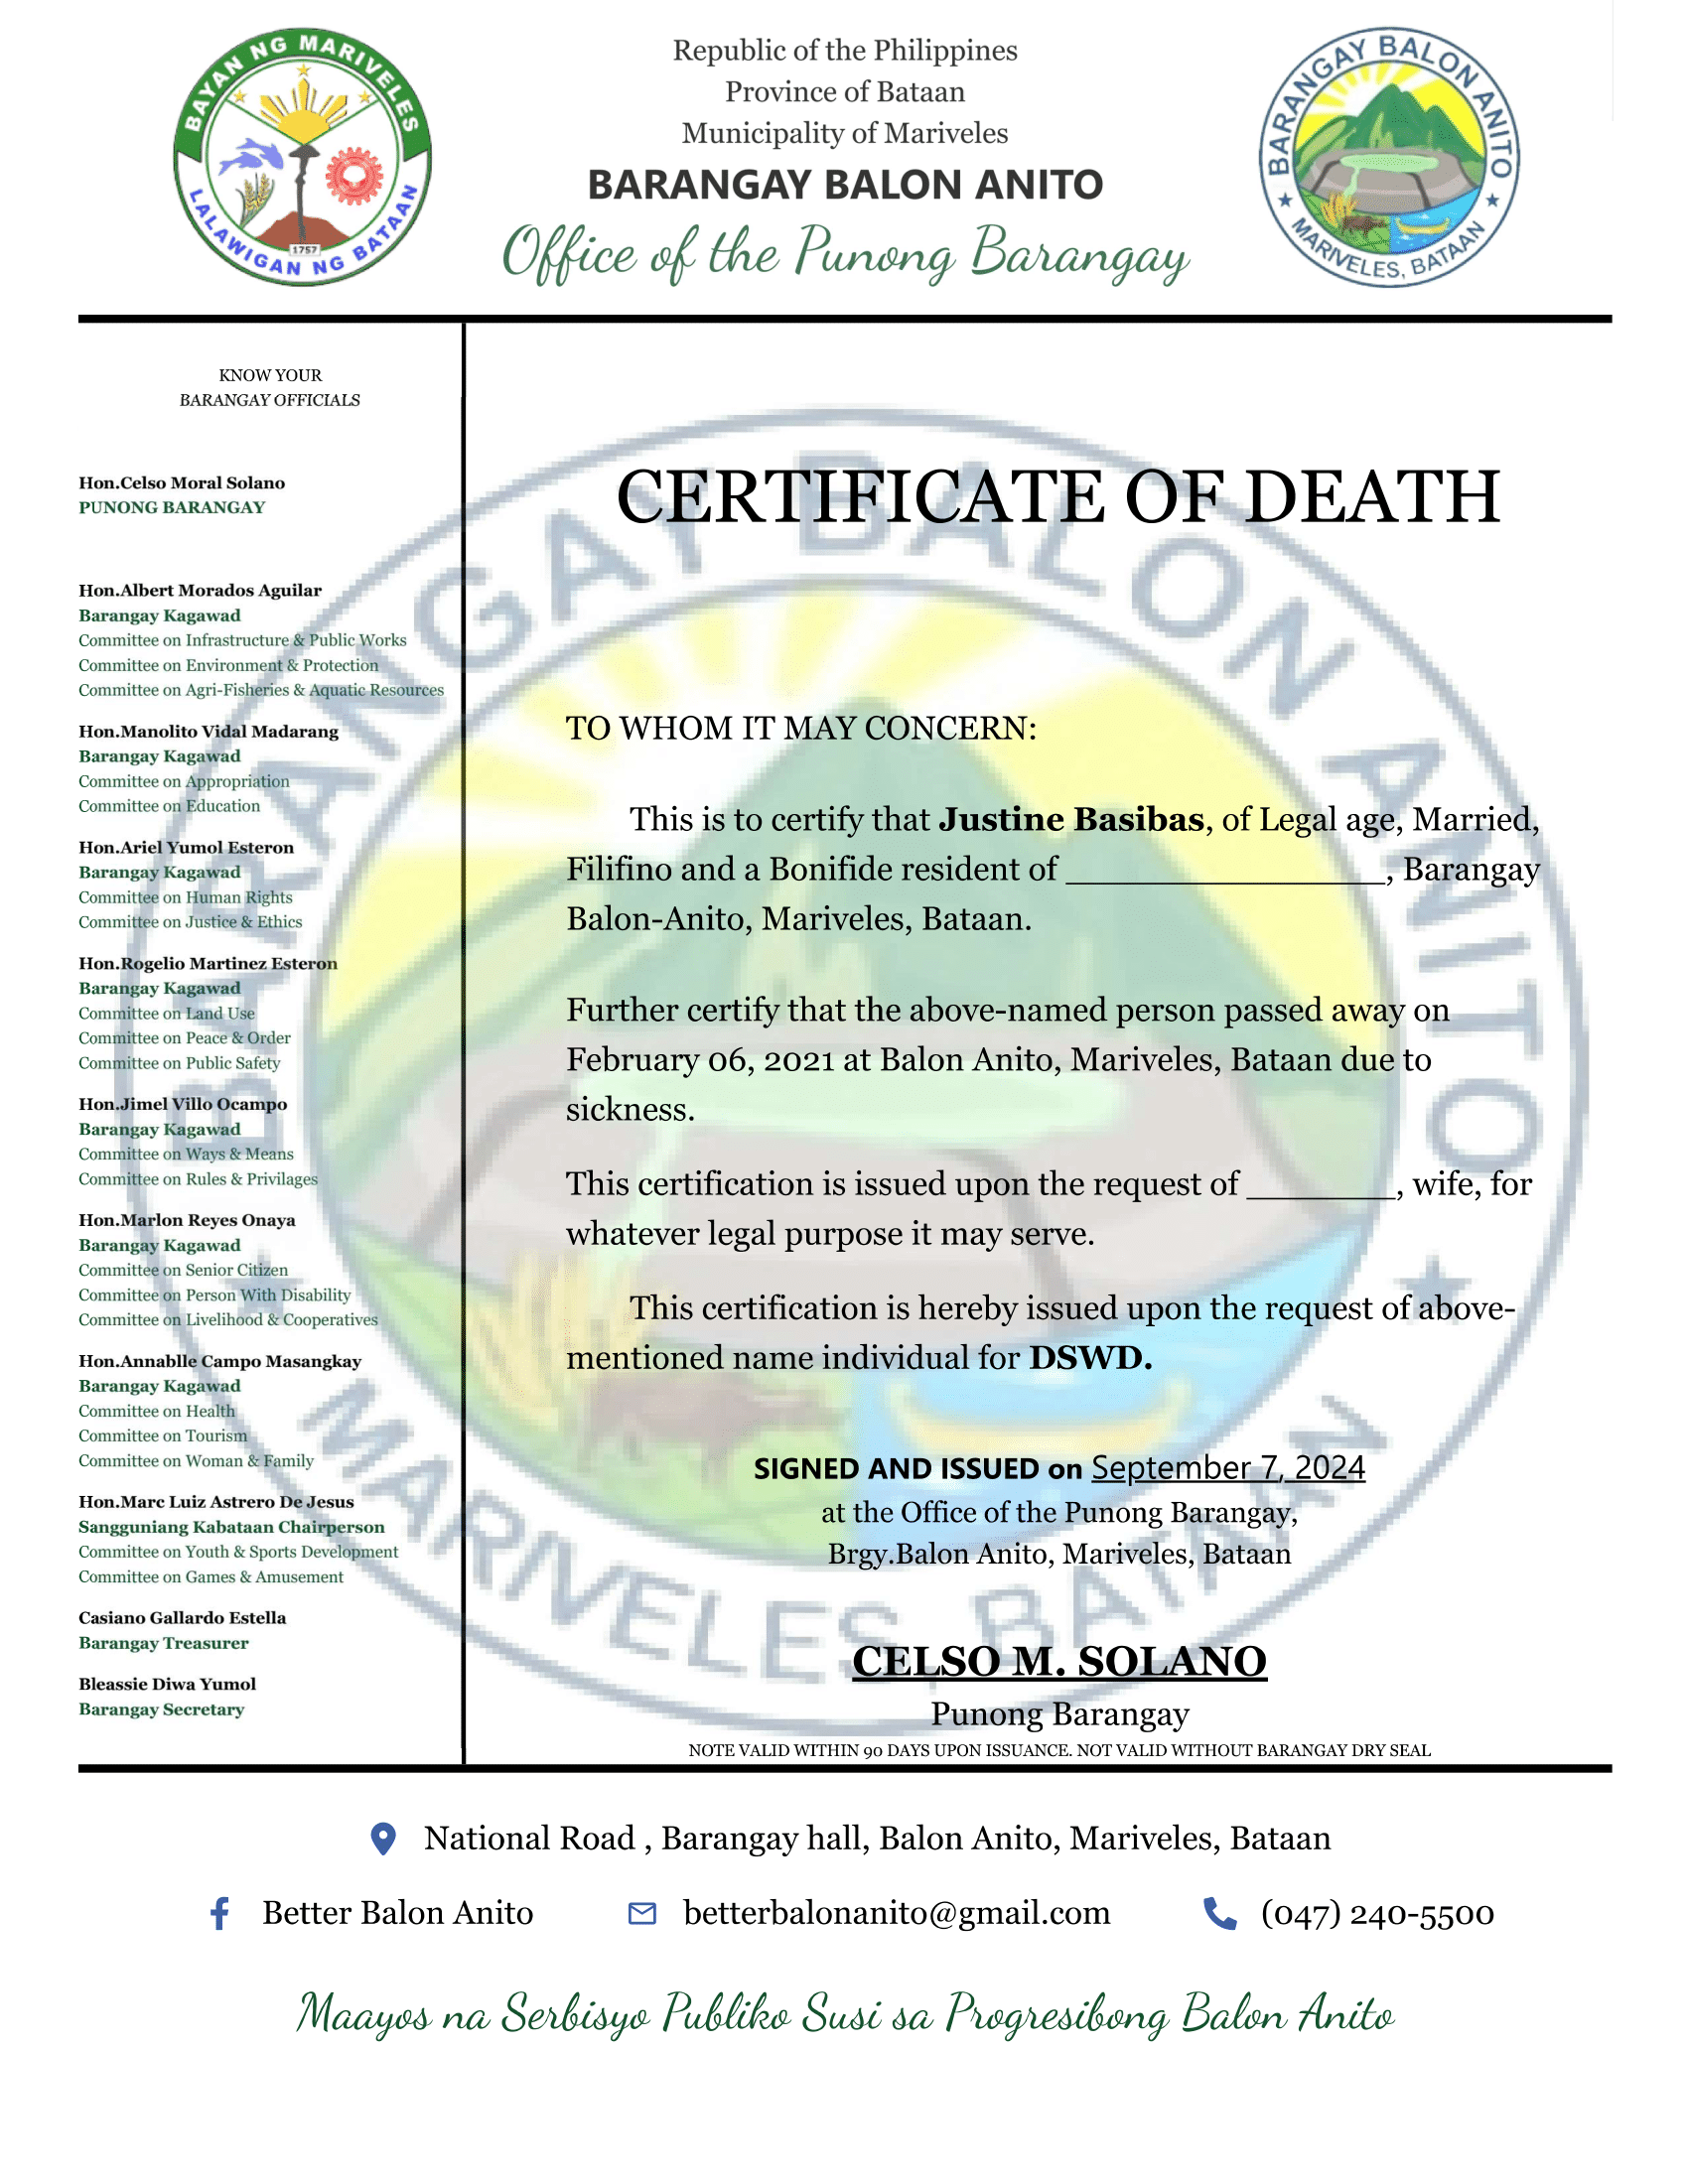 BAYAN NG MARIVELES
1757
LALAWIGAN NG BATAAN
Republic of the Philippines
Province of Bataan
Municipality of Mariveles
BARANGAY BALON ANITO
Office of the Punong Barangay
BARANGAY BALON ANITO
MARIVELES, BATAAN
KNOW YOUR
BARANGAY OFFICIALS
Hon.Celso Moral Solano
PUNONG BARANGAY
Hon.Albert Morados Aguilar
Barangay Kagawad
Committee on Infrastructure & Public Works
Committee on Environment & Protection
Committee on Agri-Fisheries & Aquatic Resources
Hon.Manolito Vidal Madarang
Barangay Kagawad
Committee on Appropriation
Committee on Education
Hon.Ariel Yumol Esteron
Barangay Kagawad
Committee on Human Rights
Committee on Justice & Ethics
Hon.Rogelio Martinez Esteron
Barangay Kagawad
Committee on Land Use
Committee on Peace & Order
Committee on Public Safety
Hon.Jimel Villo Ocampo
Barangay Kagawad
Committee on Ways & Means
Committee on Rules & Privilages
Hon.Marlon Reyes Onaya
Barangay Kagawad
Committee on Senior Citizen
Committee on Person With Disability
Committee on Livelihood & Cooperatives
Hon.Annablle Campo Masangkay
Barangay Kagawad
Committee on Health
Committee on Tourism
Committee on Woman & Family
Hon.Marc Luiz Astrero De Jesus
Sangguniang Kabataan Chairperson
Committee on Youth & Sports Development
Committee on Games & Amusement
Casiano Gallardo Estella
Barangay Treasurer
Bleassie Diwa Yumol
Barangay Secretary
BARANGAY BALON ANITO
MARIVELES, BATAAN
CERTIFICATE OF DEATH
TO WHOM IT MAY CONCERN:
This is to certify that Justine Basibas, of Legal age, Married,
Filifino and a Bonifide resident of _______________, Barangay
Balon-Anito, Mariveles, Bataan.
Further certify that the above-named person passed away on
February 06, 2021 at Balon Anito, Mariveles, Bataan due to
sickness.
This certification is issued upon the request of _______, wife, for
whatever legal purpose it may serve.
This certification is hereby issued upon the request of above-
mentioned name individual for DSWD.
SIGNED AND ISSUED on September 7, 2024
at the Office of the Punong Barangay,
Brgy.Balon Anito, Mariveles, Bataan
CELSO M. SOLANO
Punong Barangay
NOTE VALID WITHIN 90 DAYS UPON ISSUANCE. NOT VALID WITHOUT BARANGAY DRY SEAL
National Road , Barangay hall, Balon Anito, Mariveles, Bataan
Better Balon Anito
betterbalonanito@gmail.com
(047) 240-5500
Maayos na Serbisyo Publiko Susi sa Progresibong Balon Anito